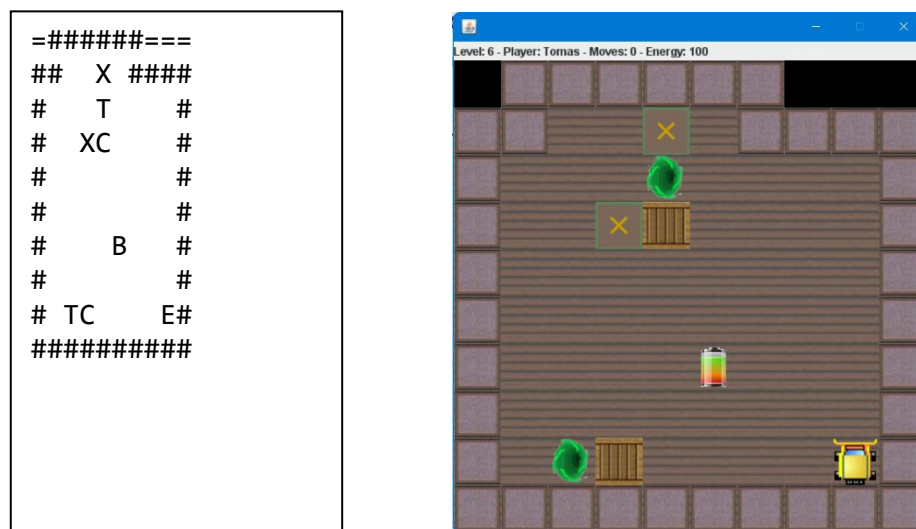 =######===
##  X ####
#   T    #
#  XC    #
#        #
#        #
#    B   #
#        #
# TC    E#
##########
Level: 6 - Player: Tomas - Moves: 0 - Energy: 100